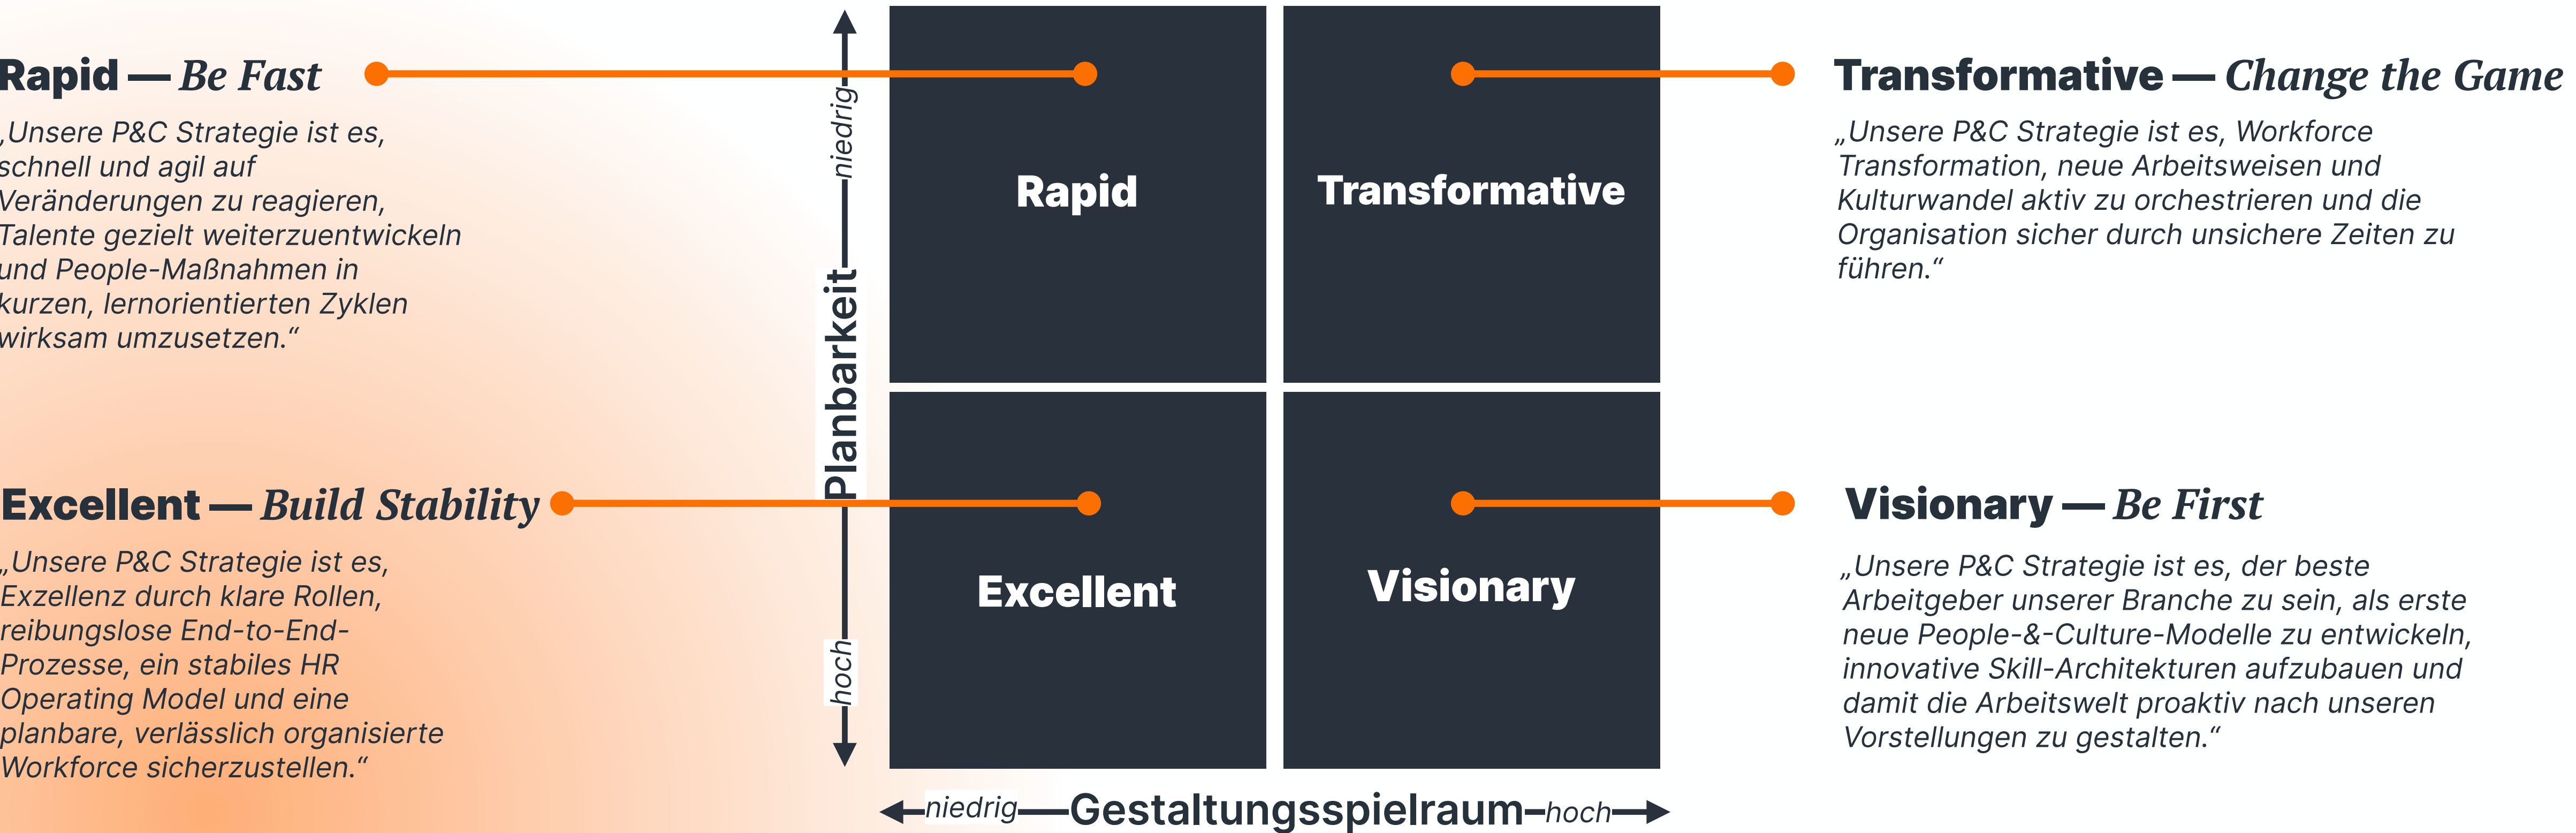 Rapid — Be Fast
„Unsere P&C Strategie ist es,
schnell und agil auf
Veränderungen zu reagieren,
Talente gezielt weiterzuentwickeln
und People-Maßnahmen in
kurzen, lernorientierten Zyklen
wirksam umzusetzen.“
Excellent — Build Stability
„Unsere P&C Strategie ist es,
Exzellenz durch klare Rollen,
reibungslose End-to-End-
Prozesse, ein stabiles HR
Operating Model und eine
planbare, verlässlich organisierte
Workforce sicherzustellen.“
niedrig
Planbarkeit
hoch
Rapid
Transformative
Excellent
Visionary
niedrig
Gestaltungsspielraum
hoch
Transformative — Change the Game
„Unsere P&C Strategie ist es, Workforce
Transformation, neue Arbeitsweisen und
Kulturwandel aktiv zu orchestrieren und die
Organisation sicher durch unsichere Zeiten zu
führen.“
Visionary — Be First
„Unsere P&C Strategie ist es, der beste
Arbeitgeber unserer Branche zu sein, als erste
neue People-&-Culture-Modelle zu entwickeln,
innovative Skill-Architekturen aufzubauen und
damit die Arbeitswelt proaktiv nach unseren
Vorstellungen zu gestalten.“